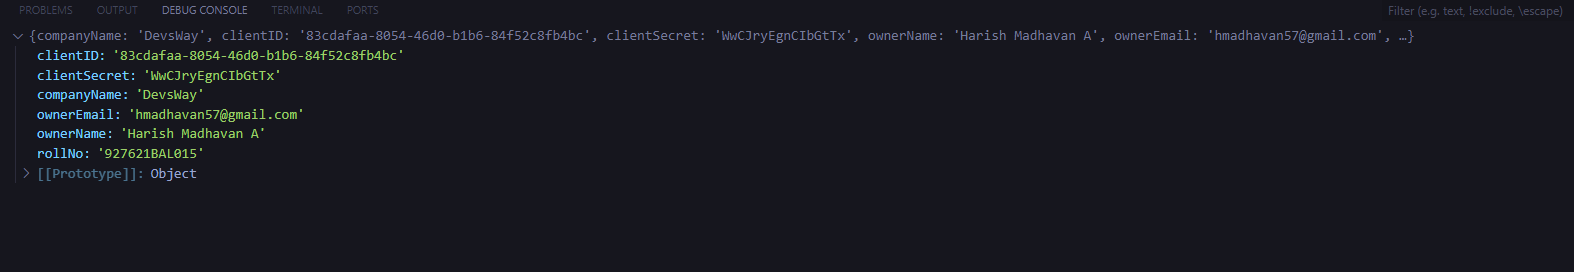 PROBLEMS OUTPUT DEBUG CONSOLE TERMINAL PORTS Filter (e.g. text, !exclude, \escape)
{companyName: 'DevsWay', clientID: '83cdafaa-8054-46d0-b1b6-84f52c8fb4bc', clientSecret: 'WwCJryEgnCIbGtTx', ownerName: 'Harish Madhavan A', ownerEmail: 'hmadhavan57@gmail.com', …}
clientID: '83cdafaa-8054-46d0-b1b6-84f52c8fb4bc'
clientSecret: 'WwCJryEgnCIbGtTx'
companyName: 'DevsWay'
ownerEmail: 'hmadhavan57@gmail.com'
ownerName: 'Harish Madhavan A'
rollNo: '927621BAL015'
[[Prototype]]: Object